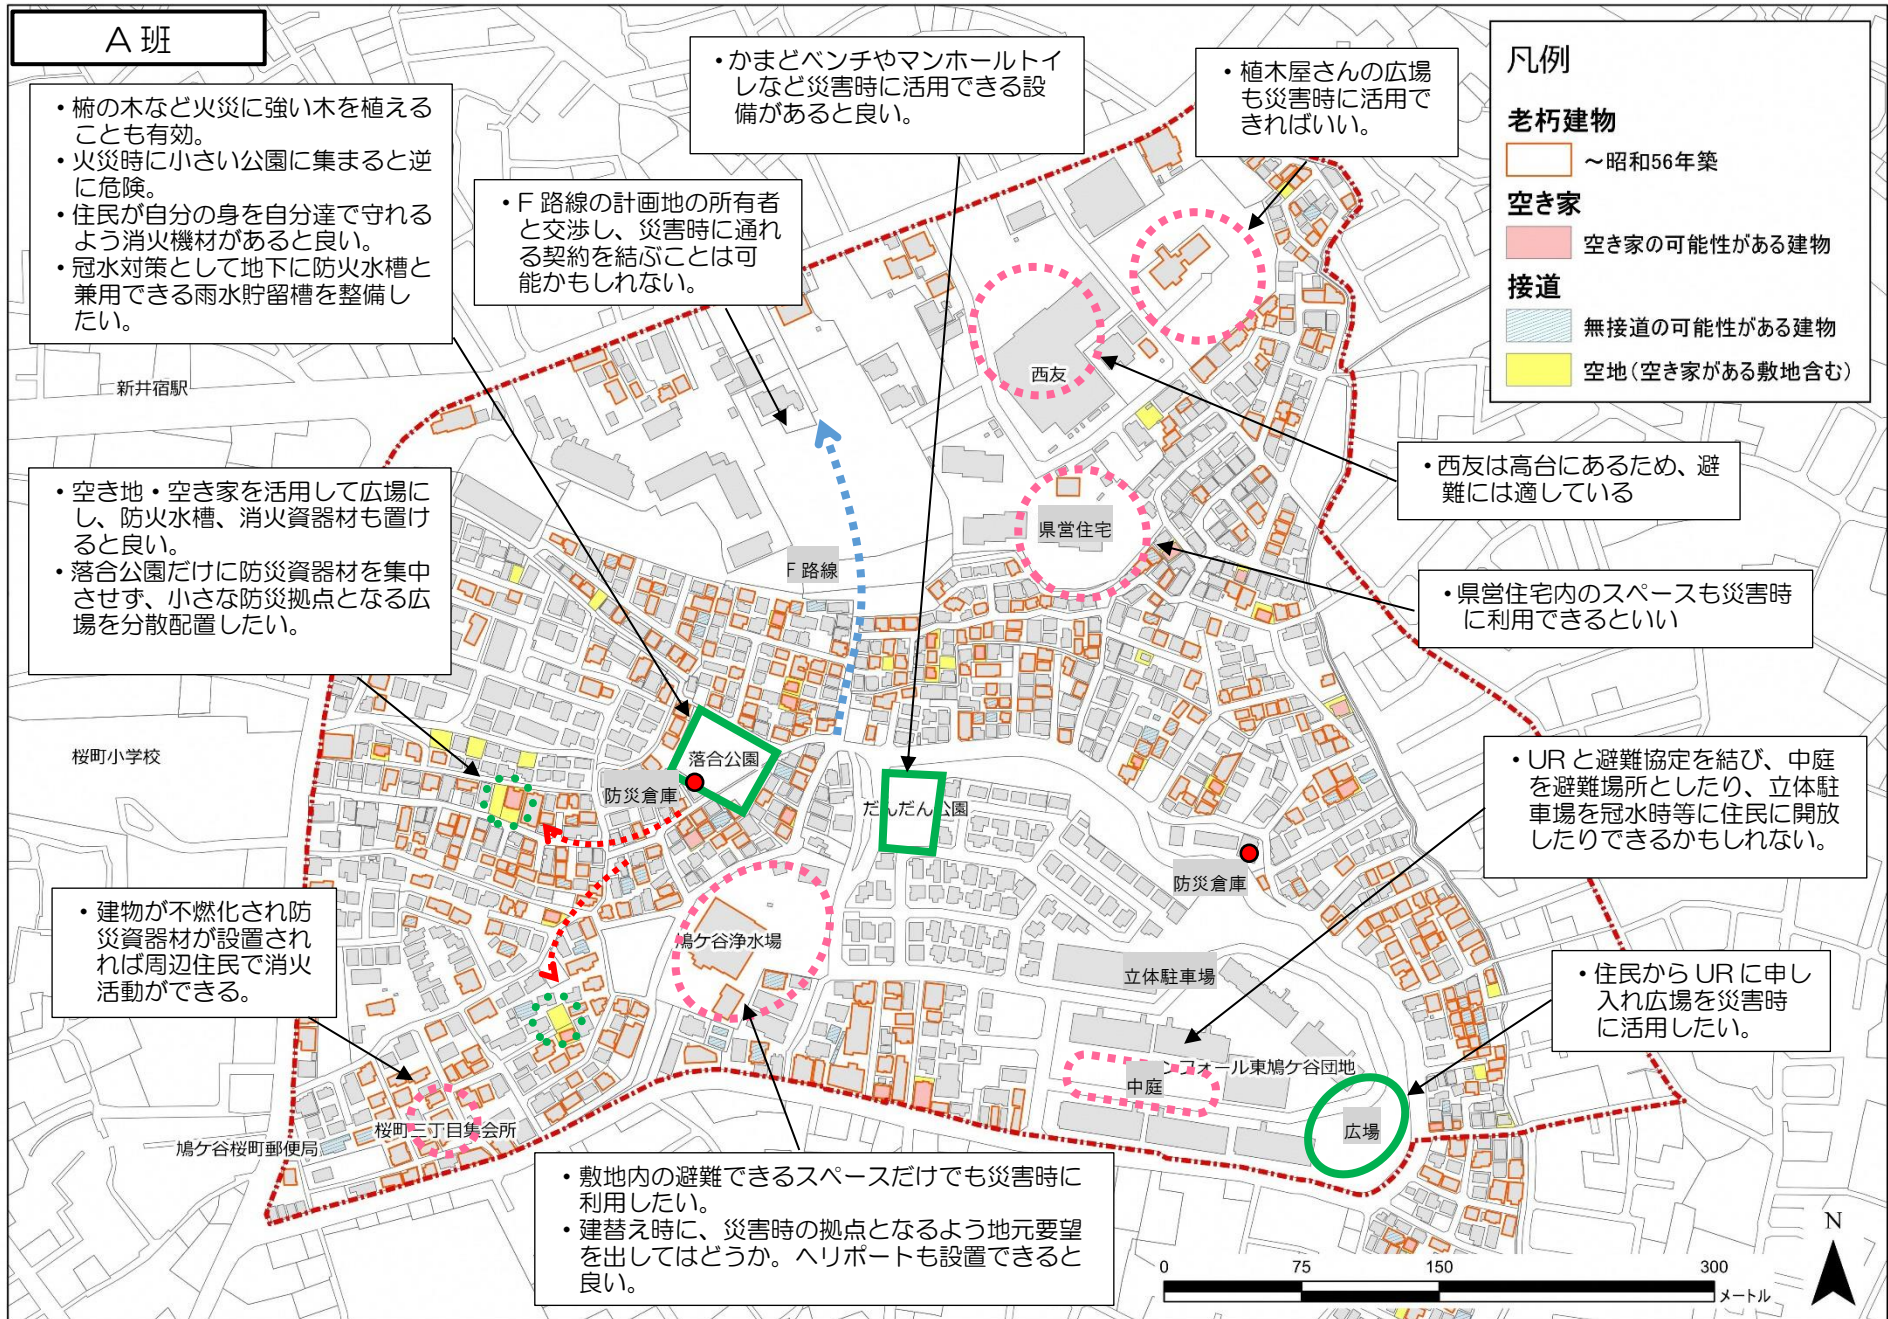 A 班
・楠の木など火災に強い木を植える
ことも有効。
・火災時に小さい公園に集まると逆
に危険。
・住民が自分の身を自分達で守れる
よう消火機材があると良い。
・冠水対策として地下に防火水槽と
兼用できる雨水貯留槽を整備し
たい。
・かまどベンチやマンホールトイ
レなど災害時に活用できる設
備があると良い。
・植木屋さんの広場
も災害時に活用で
きればいい。
・F 路線の計画地の所有者
と交渉し、災害時に通れ
る契約を結ぶことは可
能かもしれない。
凡例
老朽建物
～昭和56年築
空き家
空き家の可能性がある建物
接道
無接道の可能性がある建物
空地(空き家がある敷地含む)
新井宿駅
西友
・西友は高台にあるため、避
難には適している
・空き地・空き家を活用して広場に
し、防火水槽、消火資器材も置け
ると良い。
・落合公園だけに防災資器材を集中
させず、小さな防災拠点となる広
場を分散配置したい。
県営住宅
F 路線
・県営住宅内のスペースも災害時
に利用できるといい
桜町小学校
落合公園
防災倉庫
だんだん公園
・UR と避難協定を結び、中庭
を避難場所としたり、立体駐
車場を冠水時等に住民に開放
したりできるかもしれない。
防災倉庫
・建物が不燃化され防
災資器材が設置され
れば周辺住民で消火
活動ができる。
鳩ケ谷浄水場
立体駐車場
・住民から UR に申し
入れ広場を災害時
に活用したい。
フォール東鳩ケ谷団地
中庭
広場
桜町三丁目集会所
鳩ケ谷桜町郵便局
・敷地内の避難できるスペースだけでも災害時に
利用したい。
・建替え時に、災害時の拠点となるよう地元要望
を出してはどうか。ヘリポートも設置できると
良い。
N
0 75 150 300
メートル